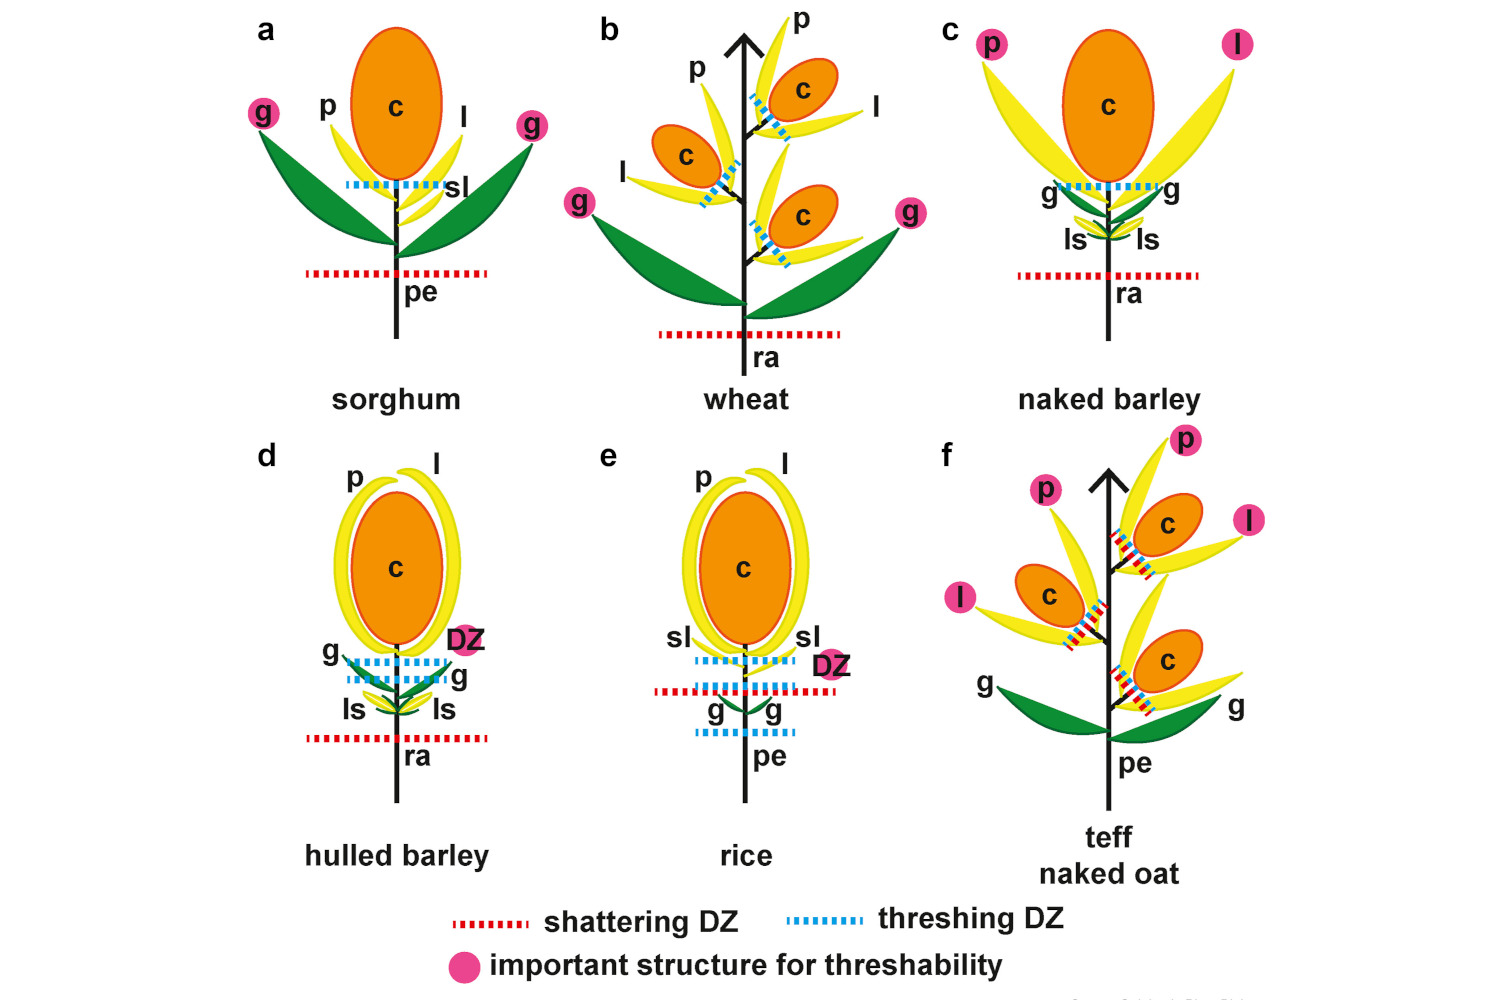 a
b
c
g
p
c
l
g
sl
pe
sorghum
p
p
c
l
c
l
g
c
g
ra
wheat
p
l
c
g
g
ls
ls
ra
naked barley
d
e
f
p
l
c
DZ
g
g
ls
ls
ra
hulled barley
p
l
c
sl
sl
DZ
g
g
pe
rice
p
p
c
l
l
c
c
g
g
pe
teff
naked oat
shattering DZ
threshing DZ
important structure for threshability